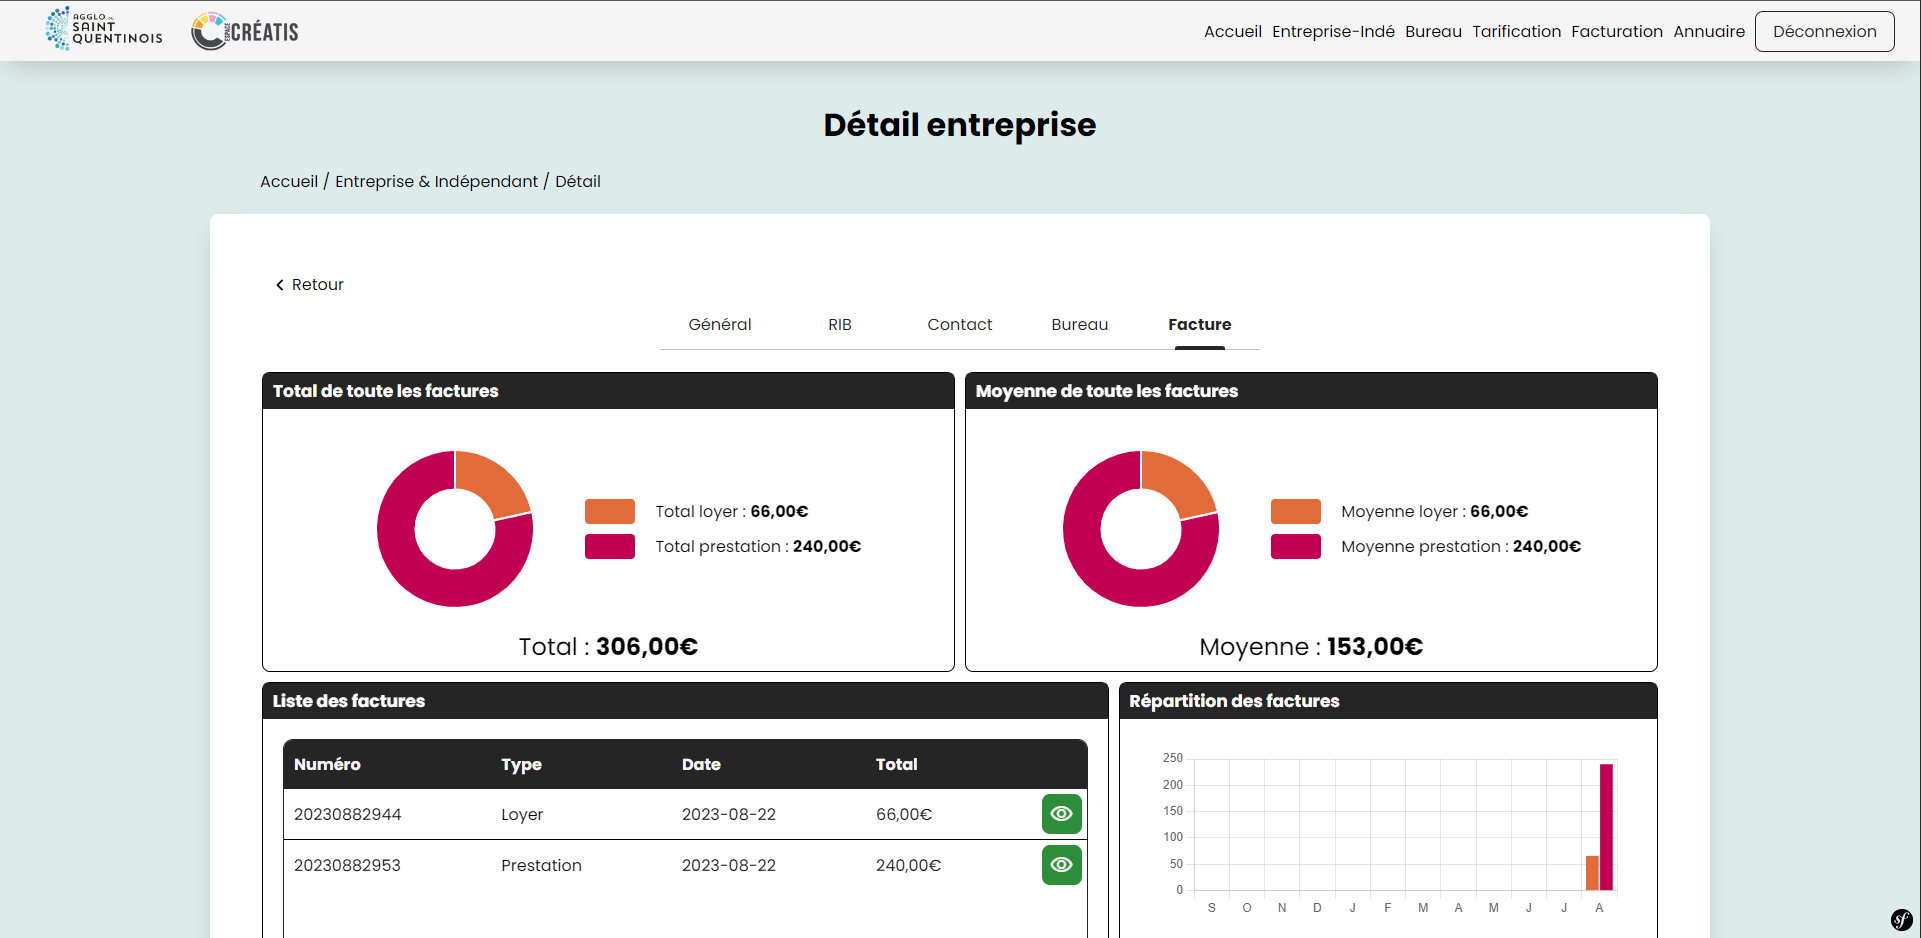 AGGLO DU
SAINT
QUENTINOIS
ESPACE
CRÉATIS
Accueil Entreprise-Indé Bureau Tarification Facturation Annuaire Déconnexion
Détail entreprise
Accueil / Entreprise & Indépendant / Détail
Retour
Général RIB Contact Bureau Facture
Total de toute les factures
Total loyer : 66,00€
Total prestation : 240,00€
Total : 306,00€
Moyenne de toute les factures
Moyenne loyer : 66,00€
Moyenne prestation : 240,00€
Moyenne : 153,00€
Liste des factures
Numéro Type Date Total
20230882944 Loyer 2023-08-22 66,00€
20230882953 Prestation 2023-08-22 240,00€
Répartition des factures
250
200
150
100
50
0
S O N D J F M A M J J A
sf